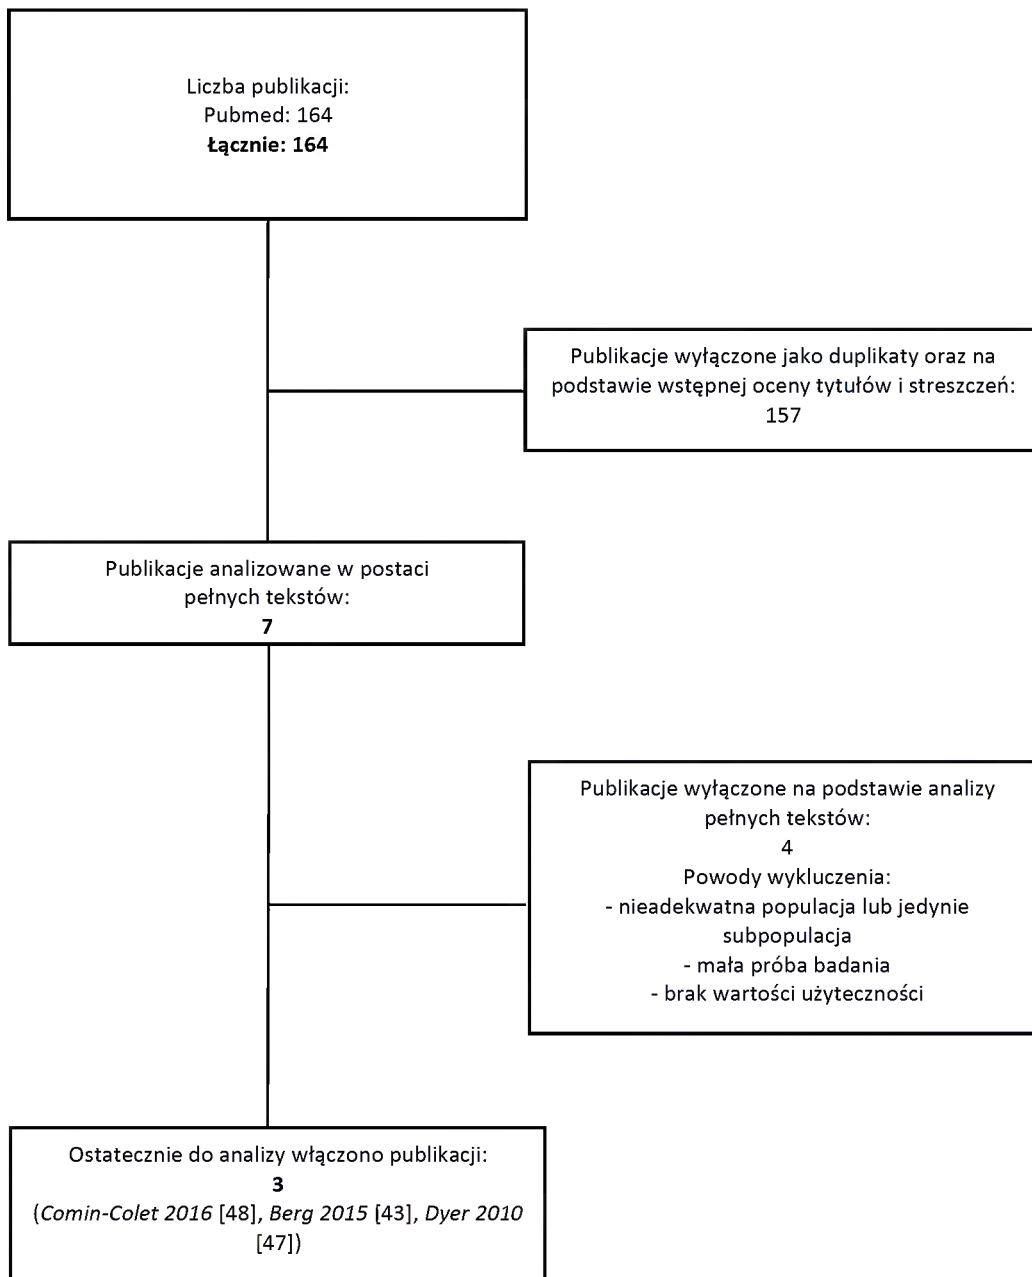 Liczba publikacji:
Pubmed: 164
Łącznie: 164
Publikacje wyłączone jako duplikaty oraz na
podstawie wstępnej oceny tytułów i streszczeń:
157
Publikacje analizowane w postaci
pełnych tekstów:
7
Publikacje wyłączone na podstawie analizy
pełnych tekstów:
4
Powody wykluczenia:
- nieadekwatna populacja lub jedynie
subpopulacja
- mała próba badania
- brak wartości użyteczności
Ostatecznie do analizy włączono publikacji:
3
(Comin-Colet 2016 [48], Berg 2015 [43], Dyer 2010
[47])